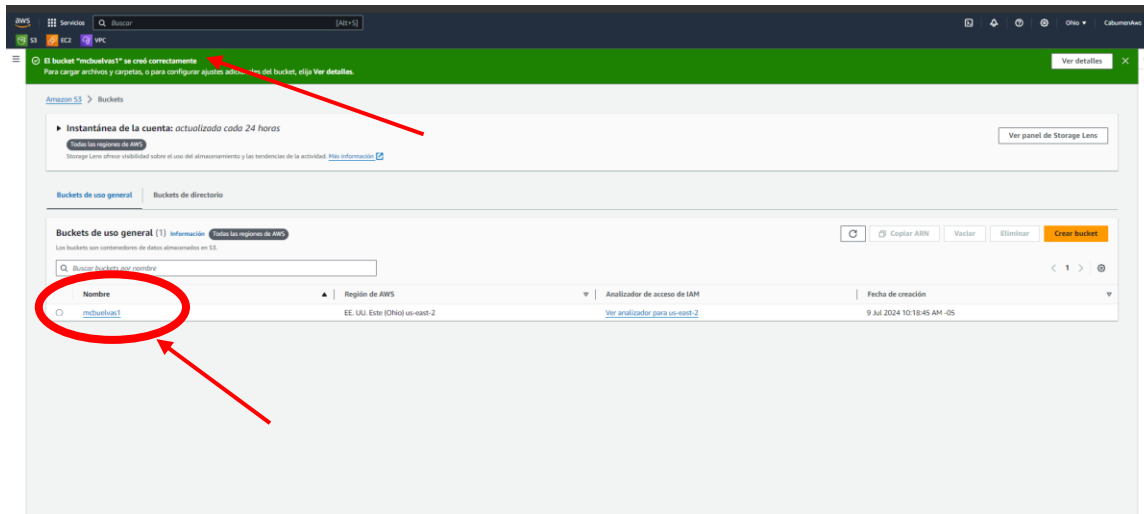 aws Servicios Buscar [Alt+S] Ohio ▼ CabumenAws
S3 EC2 VPC
El bucket "mcbuelvas1" se creó correctamente
Para cargar archivos y carpetas, o para configurar ajustes adicionales del bucket, elija Ver detalles.
Ver detalles
Amazon S3 > Buckets
Instantánea de la cuenta: actualizada cada 24 horas
Todas las regiones de AWS
Storage Lens ofrece visibilidad sobre el uso del almacenamiento y las tendencias de la actividad. Más información
Ver panel de Storage Lens
Buckets de uso general Buckets de directorio
Buckets de uso general (1) Información Todas las regiones de AWS
Los buckets son contenedores de datos almacenados en S3.
Copiar ARN Vaciar Eliminar Crear bucket
Buscar buckets por nombre
< 1 >
Nombre Región de AWS Analizador de acceso de IAM Fecha de creación
mcbuelvas1 EE. UU. Este (Ohio) us-east-2 Ver analizador para us-east-2 9 Jul 2024 10:18:45 AM -05